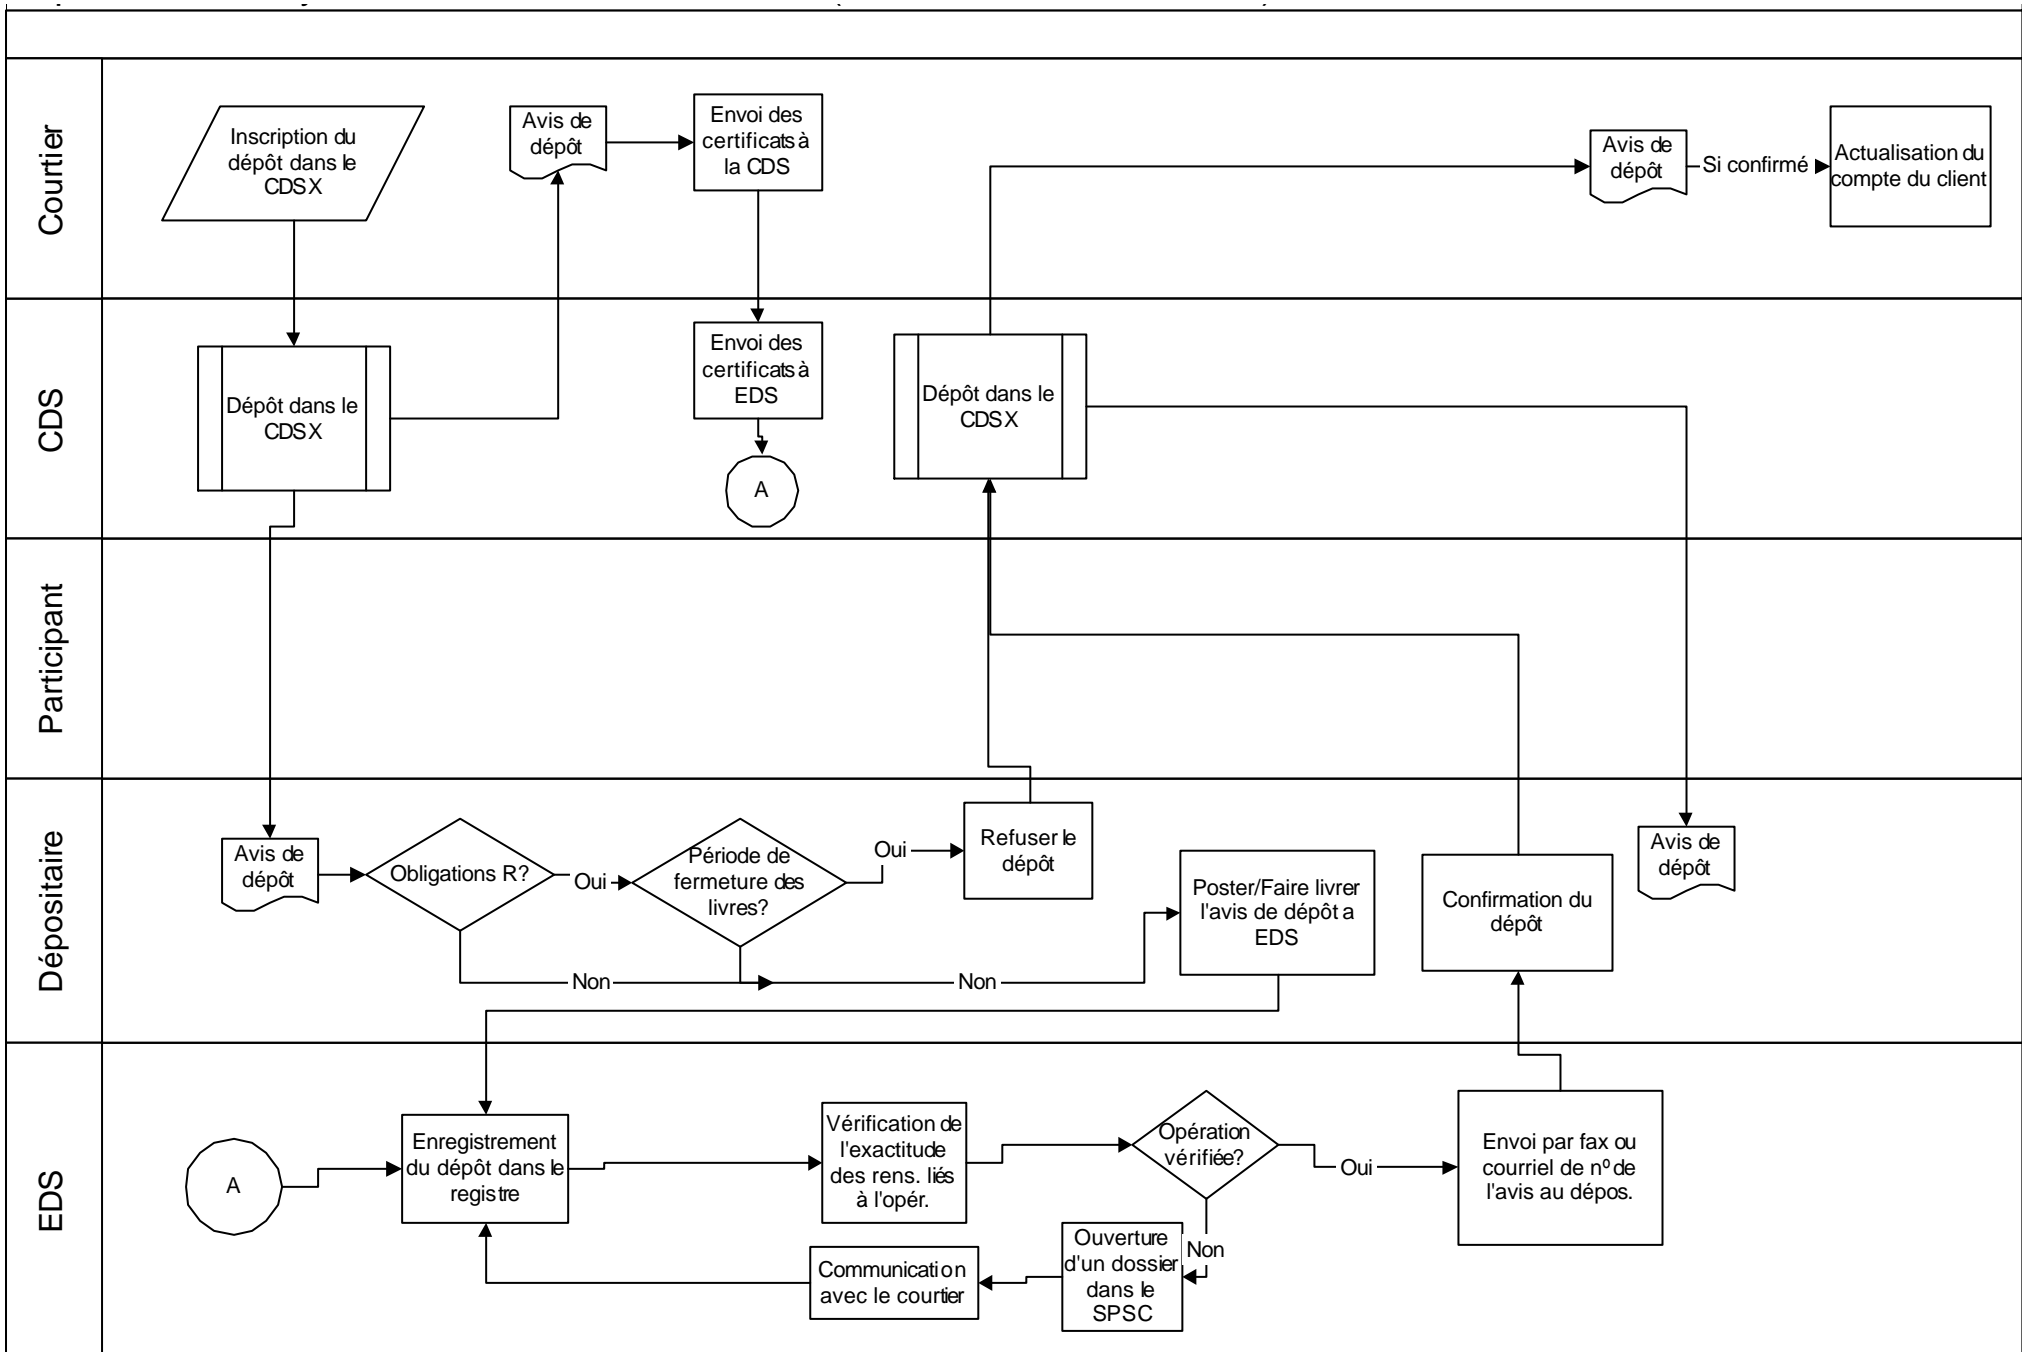 Courtier
Inscription du
dépôt dans le
CDSX
Avis de
dépôt
Envoi des
certificats à
la CDS
Avis de
dépôt
Si confirmé
Actualisation du
compte du client
CDS
Dépôt dans le
CDSX
Envoi des
certificats à
EDS
A
Dépôt dans le
CDSX
Participant
Dépositaire
Avis de
dépôt
Obligations R?
Oui
Période de
fermeture des
livres?
Oui
Refuser le
dépôt
Non
Non
Poster/Faire livrer
l'avis de dépôt a
EDS
Confirmation du
dépôt
Avis de
dépôt
EDS
A
Enregistrement
du dépôt dans le
registre
Vérification de
l'exactitude
des rens. liés
à l'opér.
Opération
vérifiée?
Oui
Envoi par fax ou
courriel de nº de
l'avis au dépos.
Non
Ouverture
d'un dossier
dans le
SPSC
Communication
avec le courtier